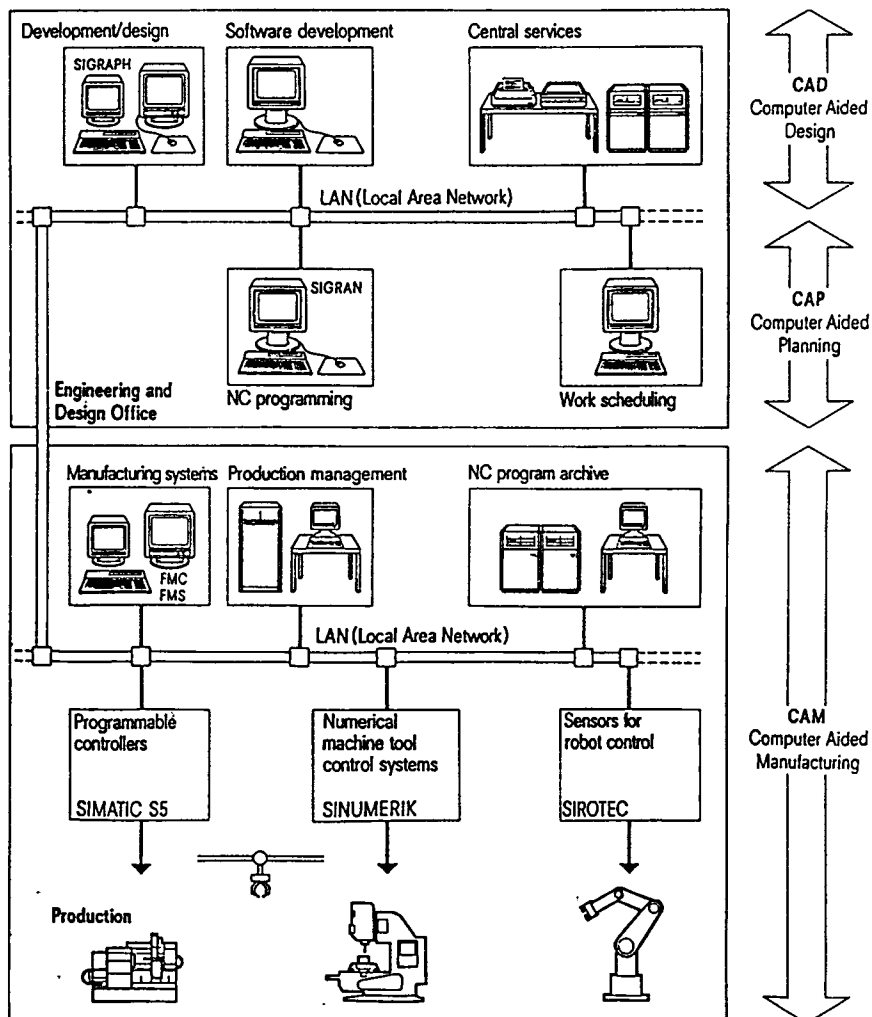 Development/design
Software development
Central services
SIGRAPH
CAD
Computer Aided
Design
LAN (Local Area Network)
SIGRAN
CAP
Computer Aided
Planning
Engineering and
Design Office
NC programming
Work scheduling
Manufacturing systems
Production management
NC program archive
FMC
FMS
LAN (Local Area Network)
Programmable
controllers
SIMATIC S5
Numerical
machine tool
control systems
SINUMERIK
Sensors for
robot control
SIROTEC
CAM
Computer Aided
Manufacturing
Production